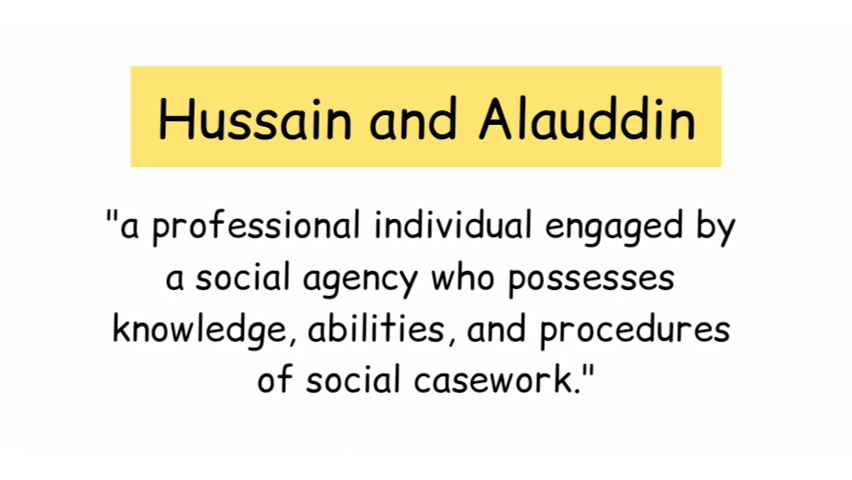 Hussain and Alauddin
"a professional individual engaged by
a social agency who possesses
knowledge, abilities, and procedures
of social casework."